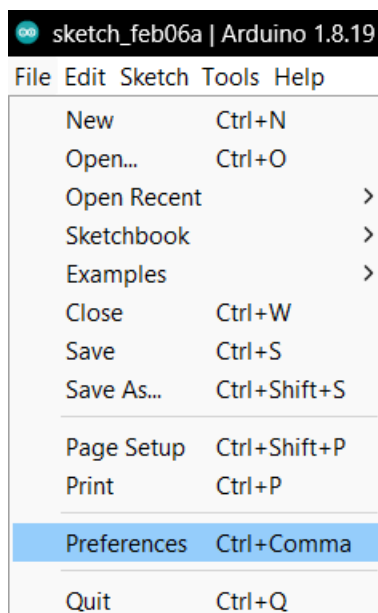 sketch_feb06a | Arduino 1.8.19
File Edit Sketch Tools Help
New Ctrl+N
Open... Ctrl+O
Open Recent
Sketchbook
Examples
Close Ctrl+W
Save Ctrl+S
Save As... Ctrl+Shift+S
Page Setup Ctrl+Shift+P
Print Ctrl+P
Preferences Ctrl+Comma
Quit Ctrl+Q